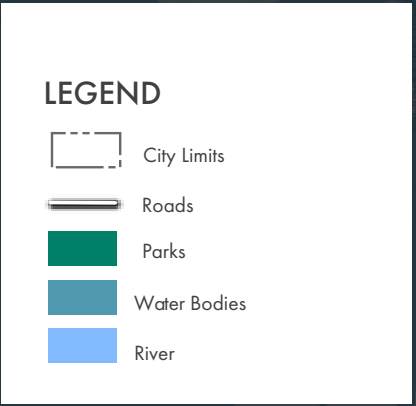 LEGEND
City Limits
Roads
Parks
Water Bodies
River